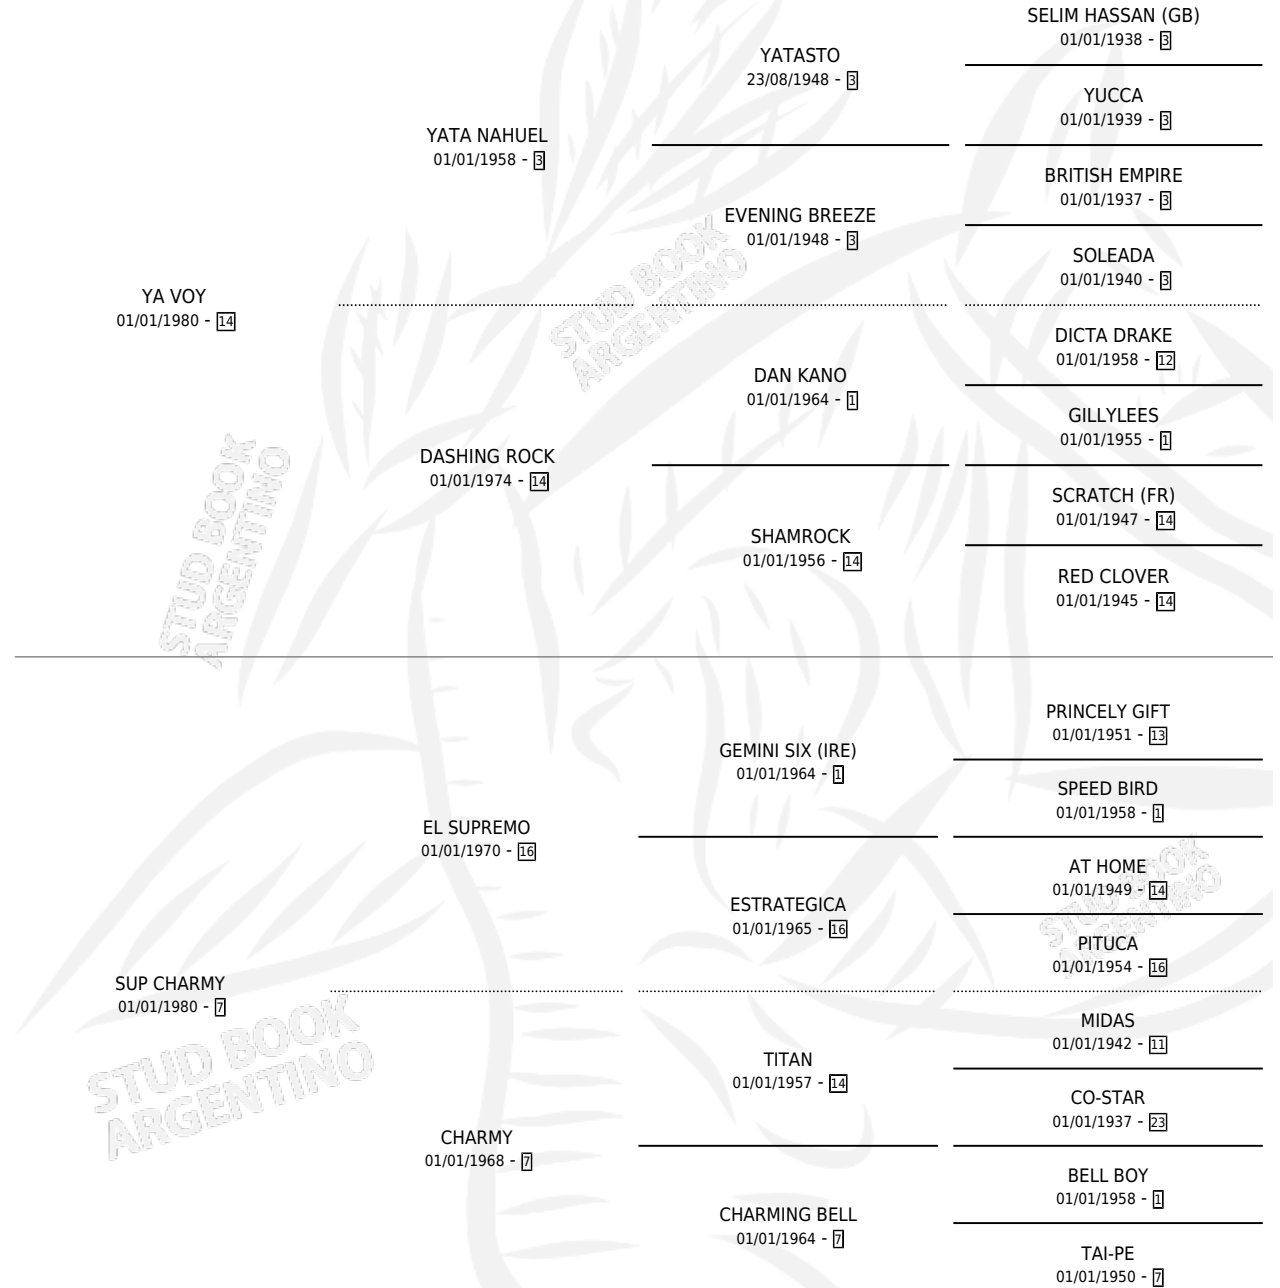 SELIM HASSAN (GB)
01/01/1938 - 3
YATASTO
23/08/1948 - 3
YUCCA
01/01/1939 - 3
YATA NAHUEL
01/01/1958 - 3
BRITISH EMPIRE
01/01/1937 - 3
EVENING BREEZE
01/01/1948 - 3
SOLEADA
01/01/1940 - 3
YA VOY
01/01/1980 - 14
DICTA DRAKE
01/01/1958 - 12
DAN KANO
01/01/1964 - 1
GILLYLEES
01/01/1955 - 1
DASHING ROCK
01/01/1974 - 14
SCRATCH (FR)
01/01/1947 - 14
SHAMROCK
01/01/1956 - 14
RED CLOVER
01/01/1945 - 14
STUD BOOK
ARGENTINO
STUD BOOK
ARGENTINO
PRINCELY GIFT
01/01/1951 - 13
GEMINI SIX (IRE)
01/01/1964 - 1
SPEED BIRD
01/01/1958 - 1
EL SUPREMO
01/01/1970 - 16
AT HOME
01/01/1949 - 14
ESTRATEGICA
01/01/1965 - 16
PITUCA
01/01/1954 - 16
SUP CHARMY
01/01/1980 - 7
MIDAS
01/01/1942 - 11
TITAN
01/01/1957 - 14
CO-STAR
01/01/1937 - 23
CHARMY
01/01/1968 - 7
BELL BOY
01/01/1958 - 1
CHARMING BELL
01/01/1964 - 7
TAI-PE
01/01/1950 - 7
STUD BOOK
ARGENTINO
STUD BOOK
ARGENTINO